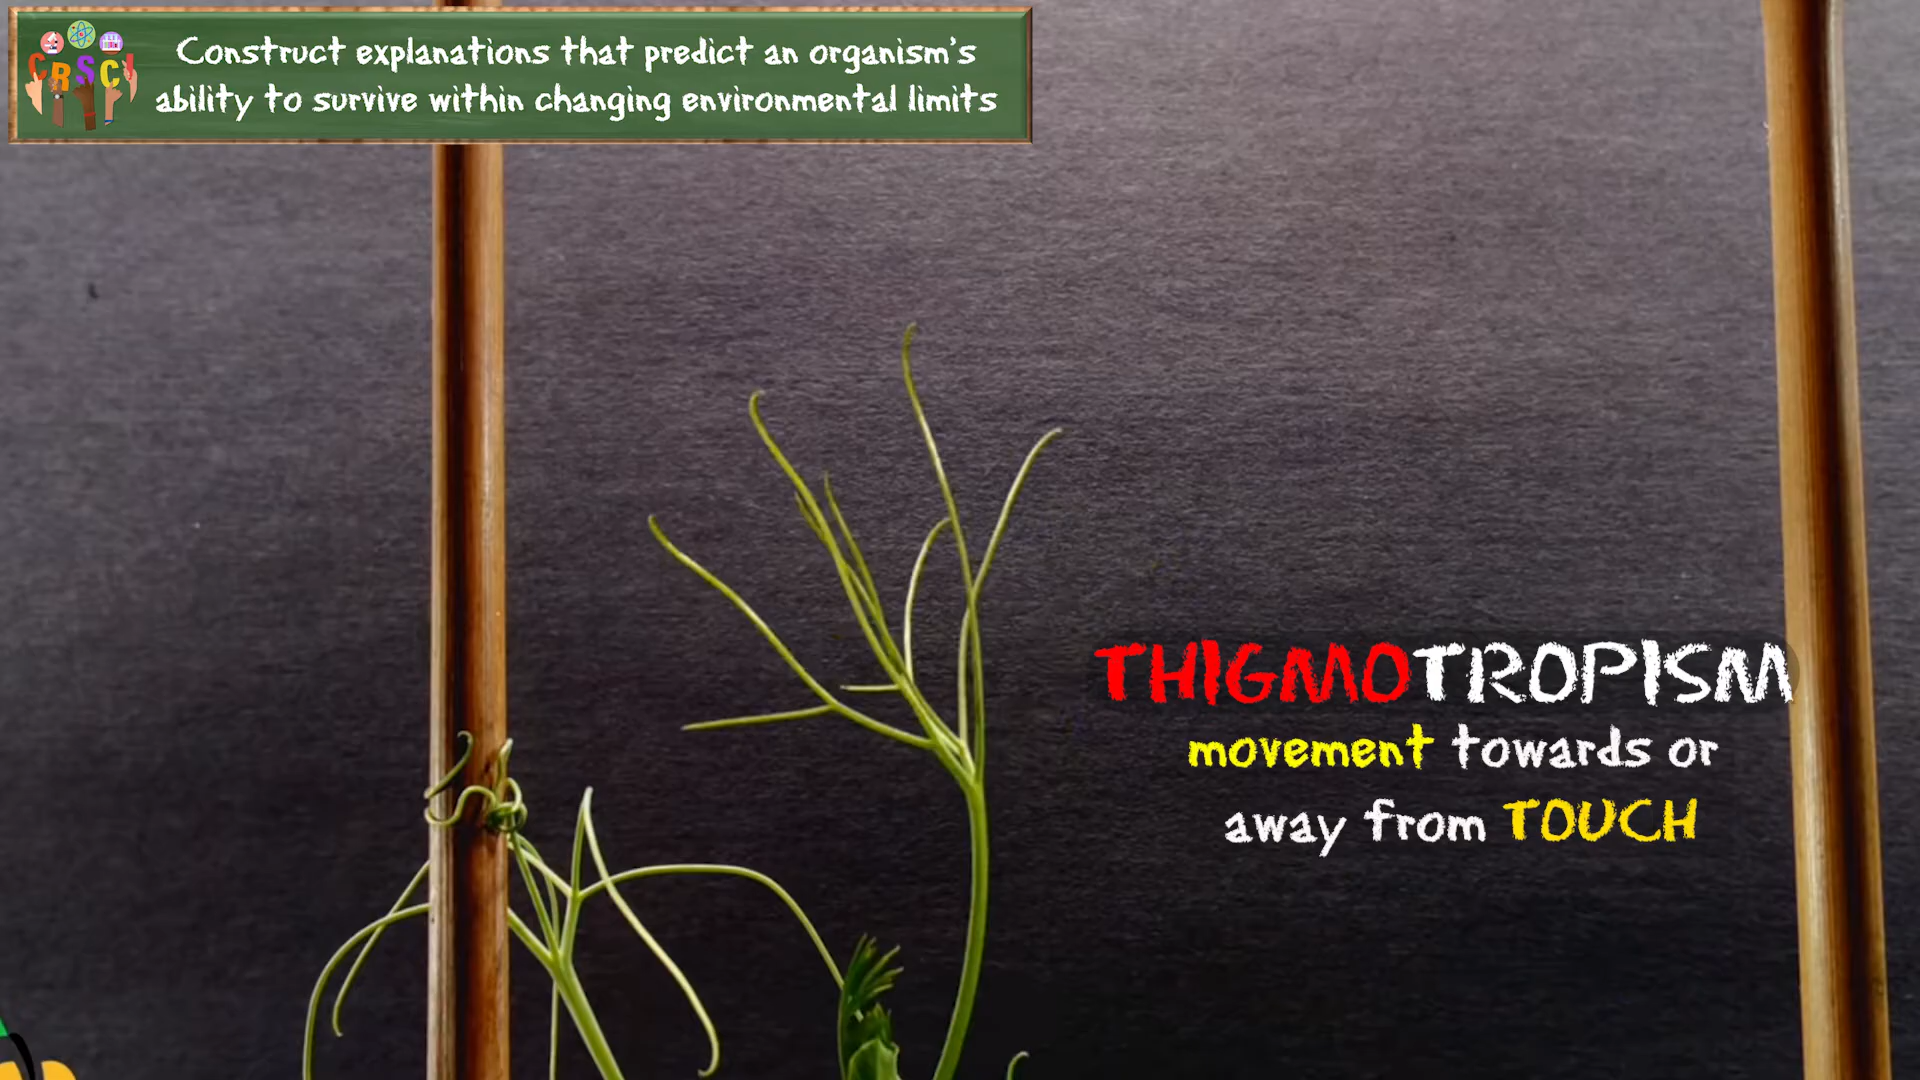 CRSCI
Construct explanations that predict an organism's
ability to survive within changing environmental limits
THIGMOTROPISM
movement towards or
away from TOUCH